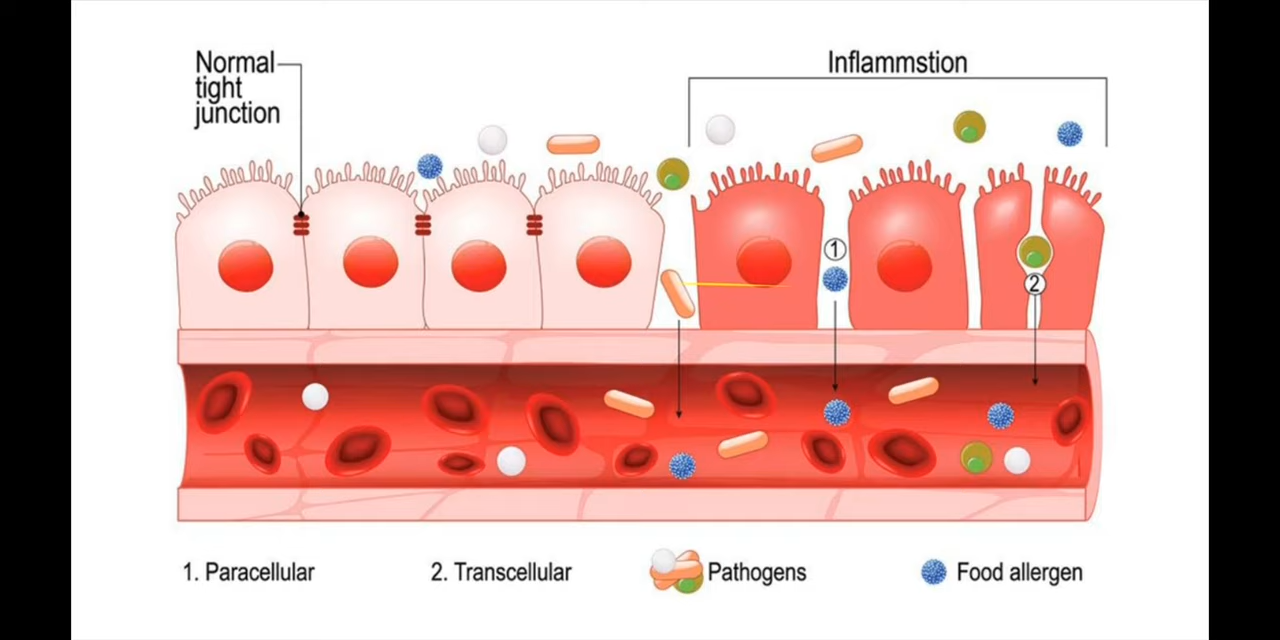 Normal
tight
junction
Inflammstion
1
2
1. Paracellular
2. Transcellular
Pathogens
Food allergen